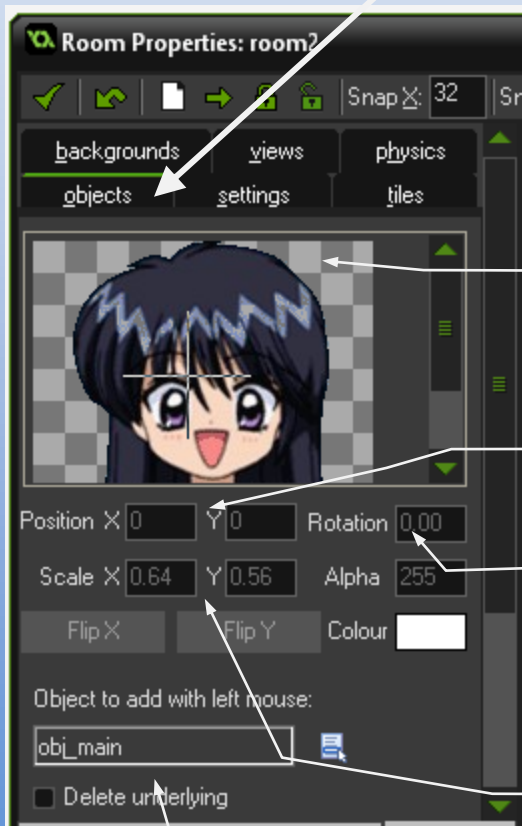 Room Properties: room2
Snap X: 32 Sn
backgrounds views physics
objects settings tiles
Position X 0 Y 0 Rotation 0.00
Scale X 0.64 Y 0.56 Alpha 255
Flip X Flip Y Colour
Object to add with left mouse:
obj_main
Delete underlying